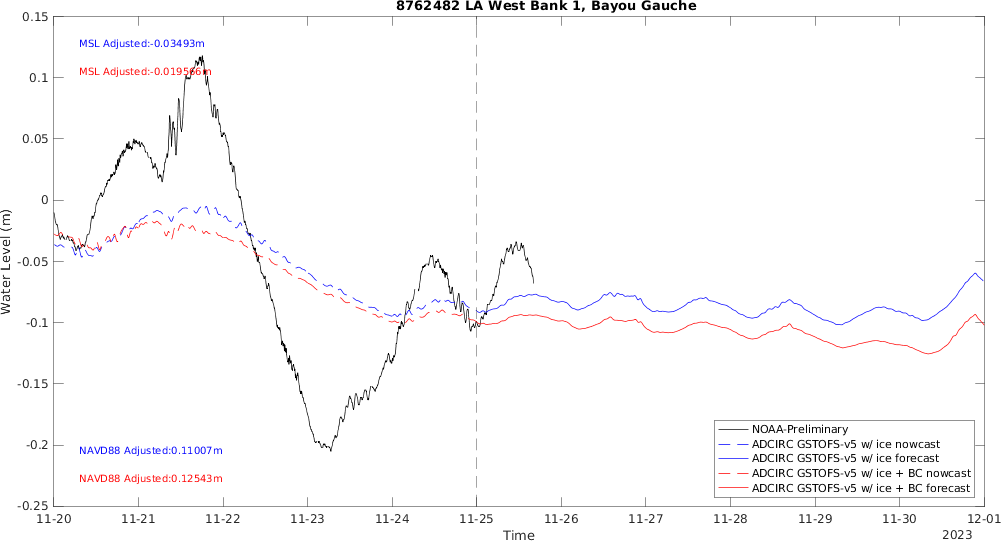 8762482 LA West Bank 1, Bayou Gauche
MSL Adjusted:-0.03493m
MSL Adjusted:-0.019566m
NAVD88 Adjusted:0.11007m
NAVD88 Adjusted:0.12543m
Water Level (m)
0.15
0.1
0.05
0
-0.05
-0.1
-0.15
-0.2
-0.25
NOAA-Preliminary
ADCIRC GSTOFS-v5 w/ ice nowcast
ADCIRC GSTOFS-v5 w/ ice forecast
ADCIRC GSTOFS-v5 w/ ice + BC nowcast
ADCIRC GSTOFS-v5 w/ ice + BC forecast
11-20 11-21 11-22 11-23 11-24 11-25 11-26 11-27 11-28 11-29 11-30 12-01
Time
2023